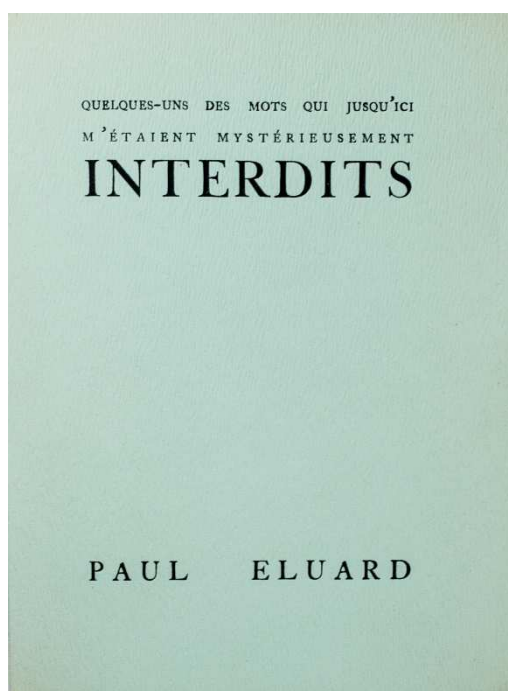 QUELQUES-UNS DES MOTS QUI JUSQU'ICI
M'ÉTAIENT MYSTÉRIEUSEMENT
INTERDITS
PAUL ELUARD